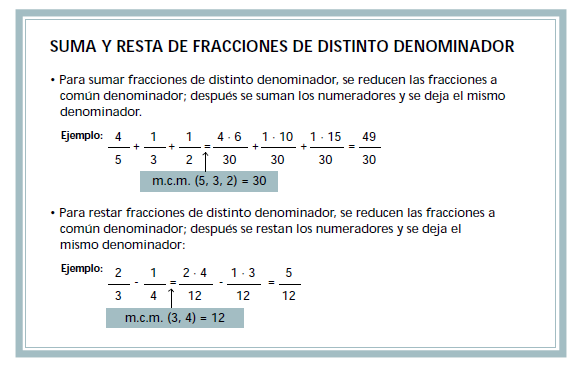 SUMA Y RESTA DE FRACCIONES DE DISTINTO DENOMINADOR
• Para sumar fracciones de distinto denominador, se reducen las fracciones a
común denominador; después se suman los numeradores y se deja el mismo
denominador.
Ejemplo: 4/5 + 1/3 + 1/2 = 4 · 6/30 + 1 · 10/30 + 1 · 15/30 = 49/30
m.c.m. (5, 3, 2) = 30
• Para restar fracciones de distinto denominador, se reducen las fracciones a
común denominador; después se restan los numeradores y se deja el
mismo denominador:
Ejemplo: 2/3 - 1/4 = 2 · 4/12 - 1 · 3/12 = 5/12
m.c.m. (3, 4) = 12